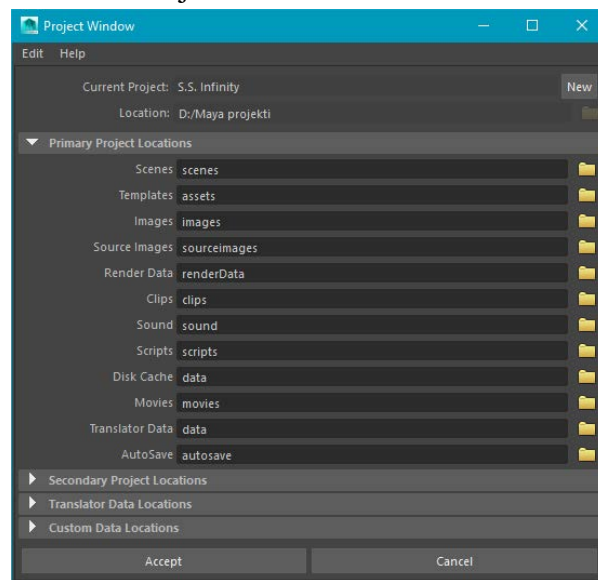 Project Window
Edit Help
Current Project: S.S. Infinity New
Location: D:/Maya projekti
Primary Project Locations
Scenes scenes
Templates assets
Images images
Source Images sourceimages
Render Data renderData
Clips clips
Sound sound
Scripts scripts
Disk Cache data
Movies movies
Translator Data data
AutoSave autosave
Secondary Project Locations
Translator Data Locations
Custom Data Locations
Accept Cancel